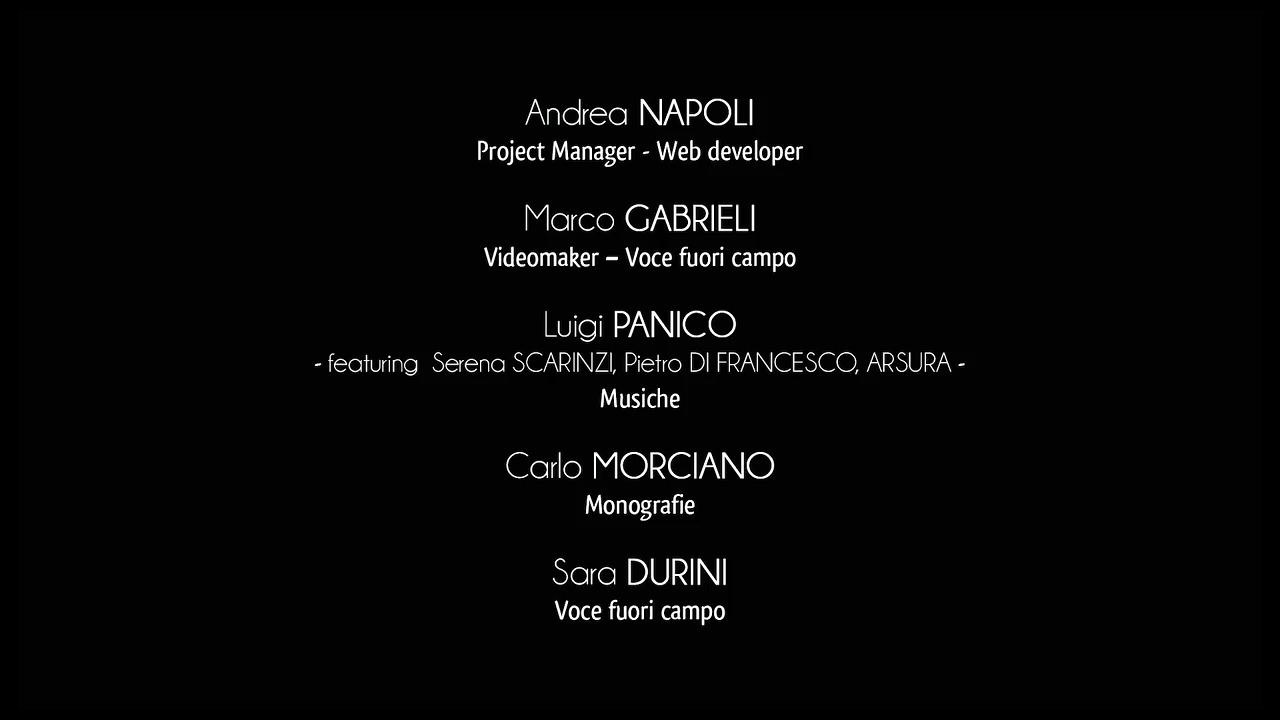 Andrea NAPOLI
Project Manager - Web developer
Marco GABRIELI
Videomaker – Voce fuori campo
Luigi PANICO
- featuring  Serena SCARINZI, Pietro DI FRANCESCO, ARSURA -
Musiche
Carlo MORCIANO
Monografie
Sara DURINI
Voce fuori campo